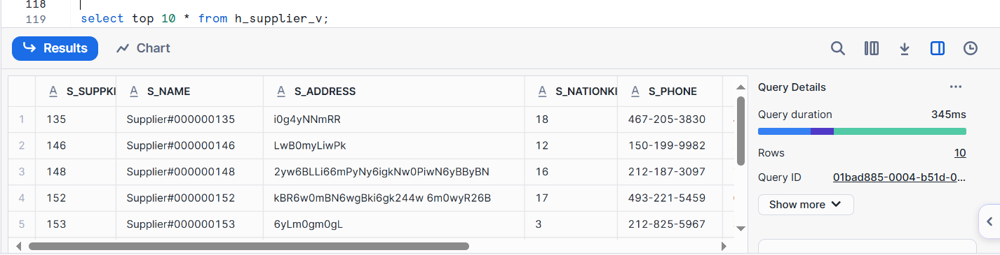 118
119 select top 10 * from h_supplier_v;
Results Chart
A S_SUPPKI A S_NAME A S_ADDRESS A S_NATIONKI A S_PHONE
1 135 Supplier#000000135 i0g4yNNmRR 18 467-205-3830
2 146 Supplier#000000146 LwB0myLiwPk 12 150-199-9982
3 148 Supplier#000000148 2yw6BLLi66mPyNy6igkNw0PiwN6yBByBN 16 212-187-3097
4 152 Supplier#000000152 kBR6w0mBN6wgBki6gk244w 6m0wyR26B 17 493-221-5459
5 153 Supplier#000000153 6yLm0gm0gL 3 212-825-5967
Query Details ...
Query duration 345ms
Rows 10
Query ID 01bad885-0004-b51d-0...
Show more